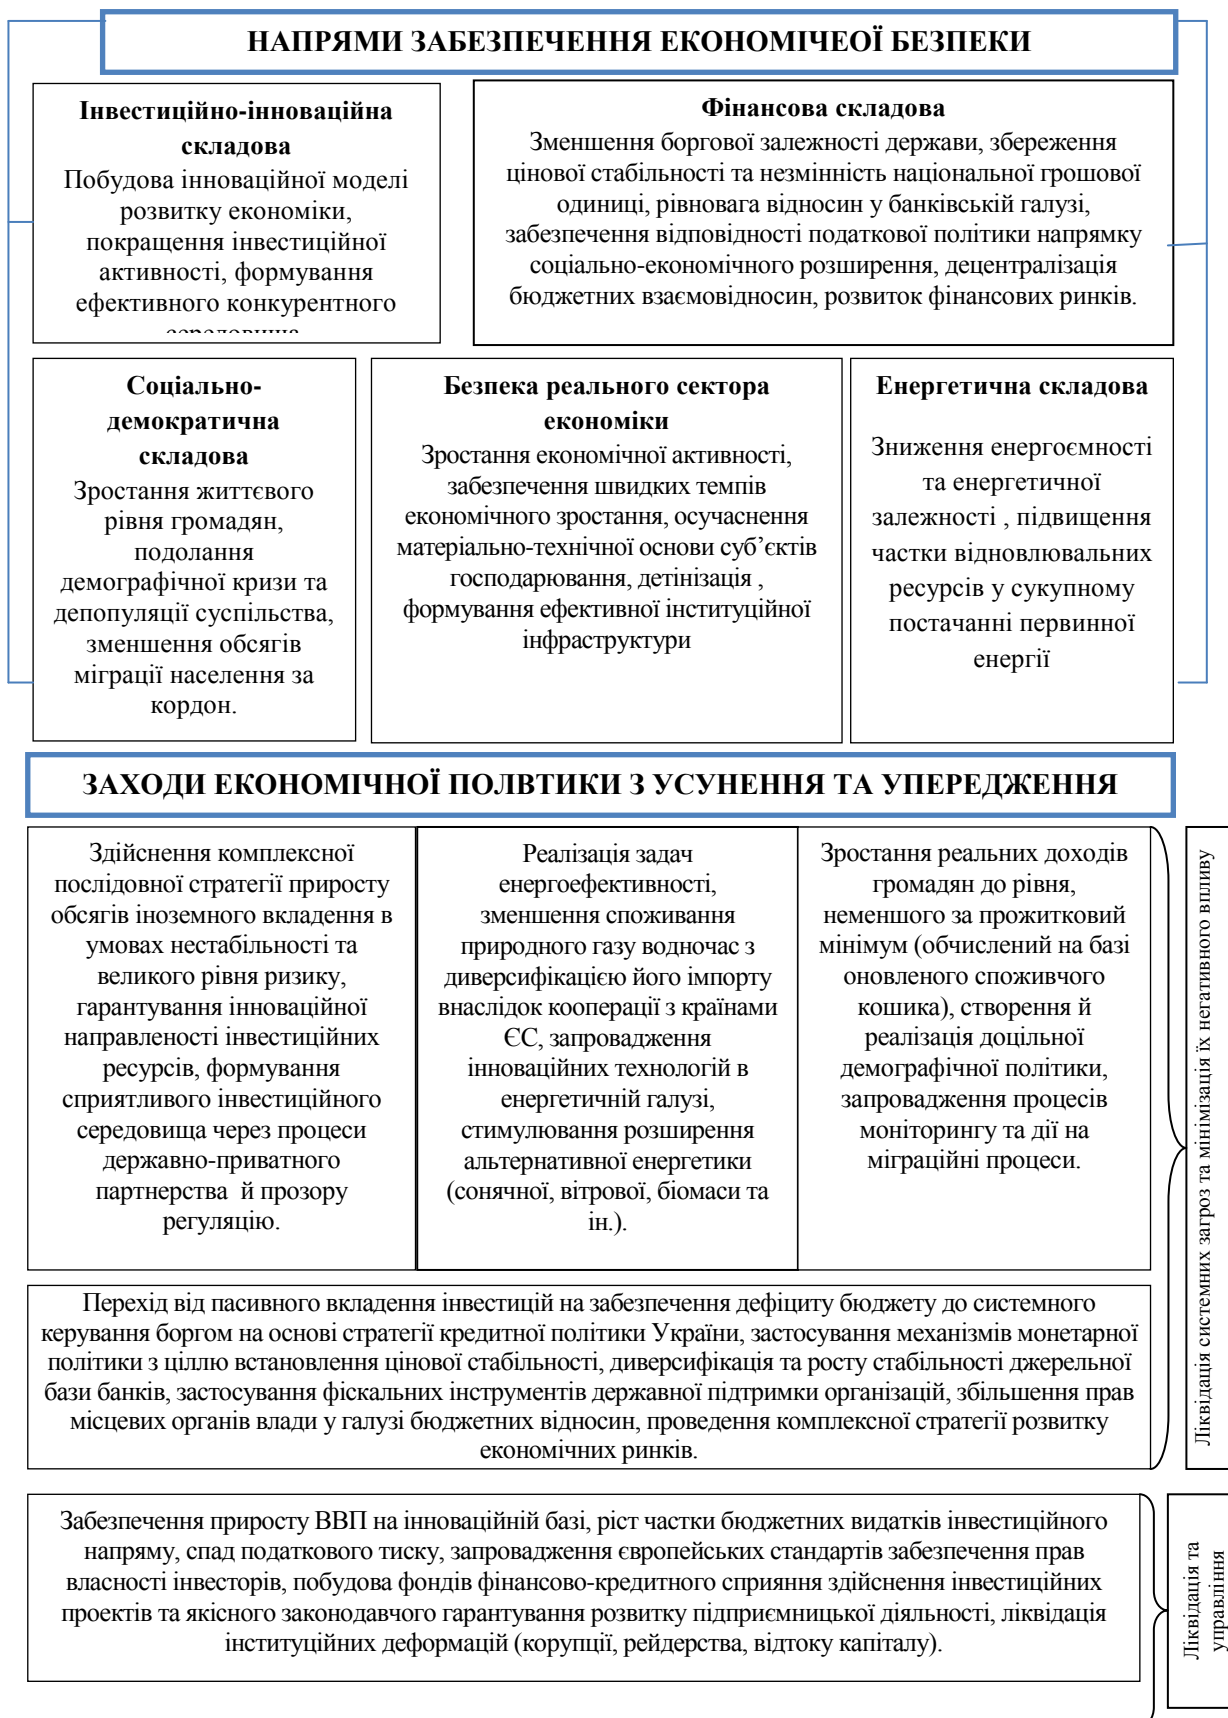 НАПРЯМИ ЗАБЕЗПЕЧЕННЯ ЕКОНОМІЧЕОЇ БЕЗПЕКИ
Інвестиційно-інноваційна
складова
Побудова інноваційної моделі
розвитку економіки,
покращення інвестиційної
активності, формування
ефективного конкурентного
середовища
Фінансова складова
Зменшення боргової залежності держави, збереження
цінової стабільності та незмінність національної грошової
одиниці, рівновага відносин у банківській галузі,
забезпечення відповідності податкової політики напрямку
соціально-економічного розширення, децентралізація
бюджетних взаємовідносин, розвиток фінансових ринків.
Соціально-
демократична
складова
Зростання життєвого
рівня громадян,
подолання
демографічної кризи та
депопуляції суспільства,
зменшення обсягів
міграції населення за
кордон.
Безпека реального сектора
економіки
Зростання економічної активності,
забезпечення швидких темпів
економічного зростання, осучаснення
матеріально-технічної основи суб’єктів
господарювання, детінізація ,
формування ефективної інституційної
інфраструктури
Енергетична складова
Зниження енергоємності
та енергетичної
залежності , підвищення
частки відновлювальних
ресурсів у сукупному
постачанні первинної
енергії
ЗАХОДИ ЕКОНОМІЧНОЇ ПОЛВТИКИ З УСУНЕННЯ ТА УПЕРЕДЖЕННЯ
Здійснення комплексної
послідовної стратегії приросту
обсягів іноземного вкладення в
умовах нестабільності та
великого рівня ризику,
гарантування інноваційної
направленості інвестиційних
ресурсів, формування
сприятливого інвестиційного
середовища через процеси
державно-приватного
партнерства й прозору
регуляцію.
Реалізація задач
енергоефективності,
зменшення споживання
природного газу водночас з
диверсифікацією його імпорту
внаслідок кооперації з країнами
ЄС, запровадження
інноваційних технологій в
енергетичній галузі,
стимулювання розширення
альтернативної енергетики
(сонячної, вітрової, біомаси та
ін.).
Зростання реальних доходів
громадян до рівня,
неменшого за прожитковий
мінімум (обчислений на базі
оновленого споживчого
кошика), створення й
реалізація доцільної
демографічної політики,
запровадження процесів
моніторингу та дії на
міграційні процеси.
Ліквідація системних загроз та мінімізація їх негативного впливу
Перехід від пасивного вкладення інвестицій на забезпечення дефіциту бюджету до системного
керування боргом на основі стратегії кредитної політики України, застосування механізмів монетарної
політики з ціллю встановлення цінової стабільності, диверсифікація та росту стабільності джерельної
бази банків, застосування фіскальних інструментів державної підтримки організацій, збільшення прав
місцевих органів влади у галузі бюджетних відносин, проведення комплексної стратегії розвитку
економічних ринків.
Забезпечення приросту ВВП на інноваційній базі, ріст частки бюджетних видатків інвестиційного
напряму, спад податкового тиску, запровадження європейських стандартів забезпечення прав
власності інвесторів, побудова фондів фінансово-кредитного сприяння здійснення інвестиційних
проектів та якісного законодавчого гарантування розвитку підприємницької діяльності, ліквідація
інституційних деформацій (корупції, рейдерства, відтоку капіталу).
Ліквідація та
управління